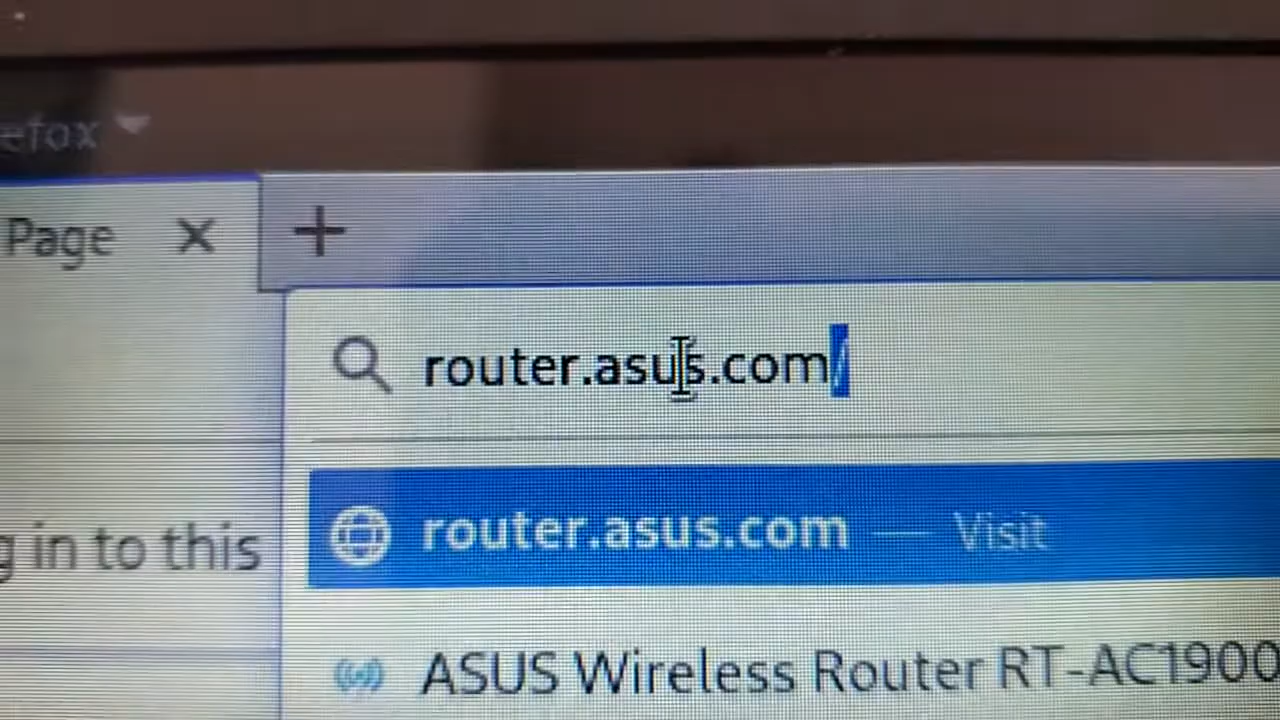 efox
Page
router.asus.com/
router.asus.com — Visit
g in to this
ASUS Wireless Router RT-AC1900